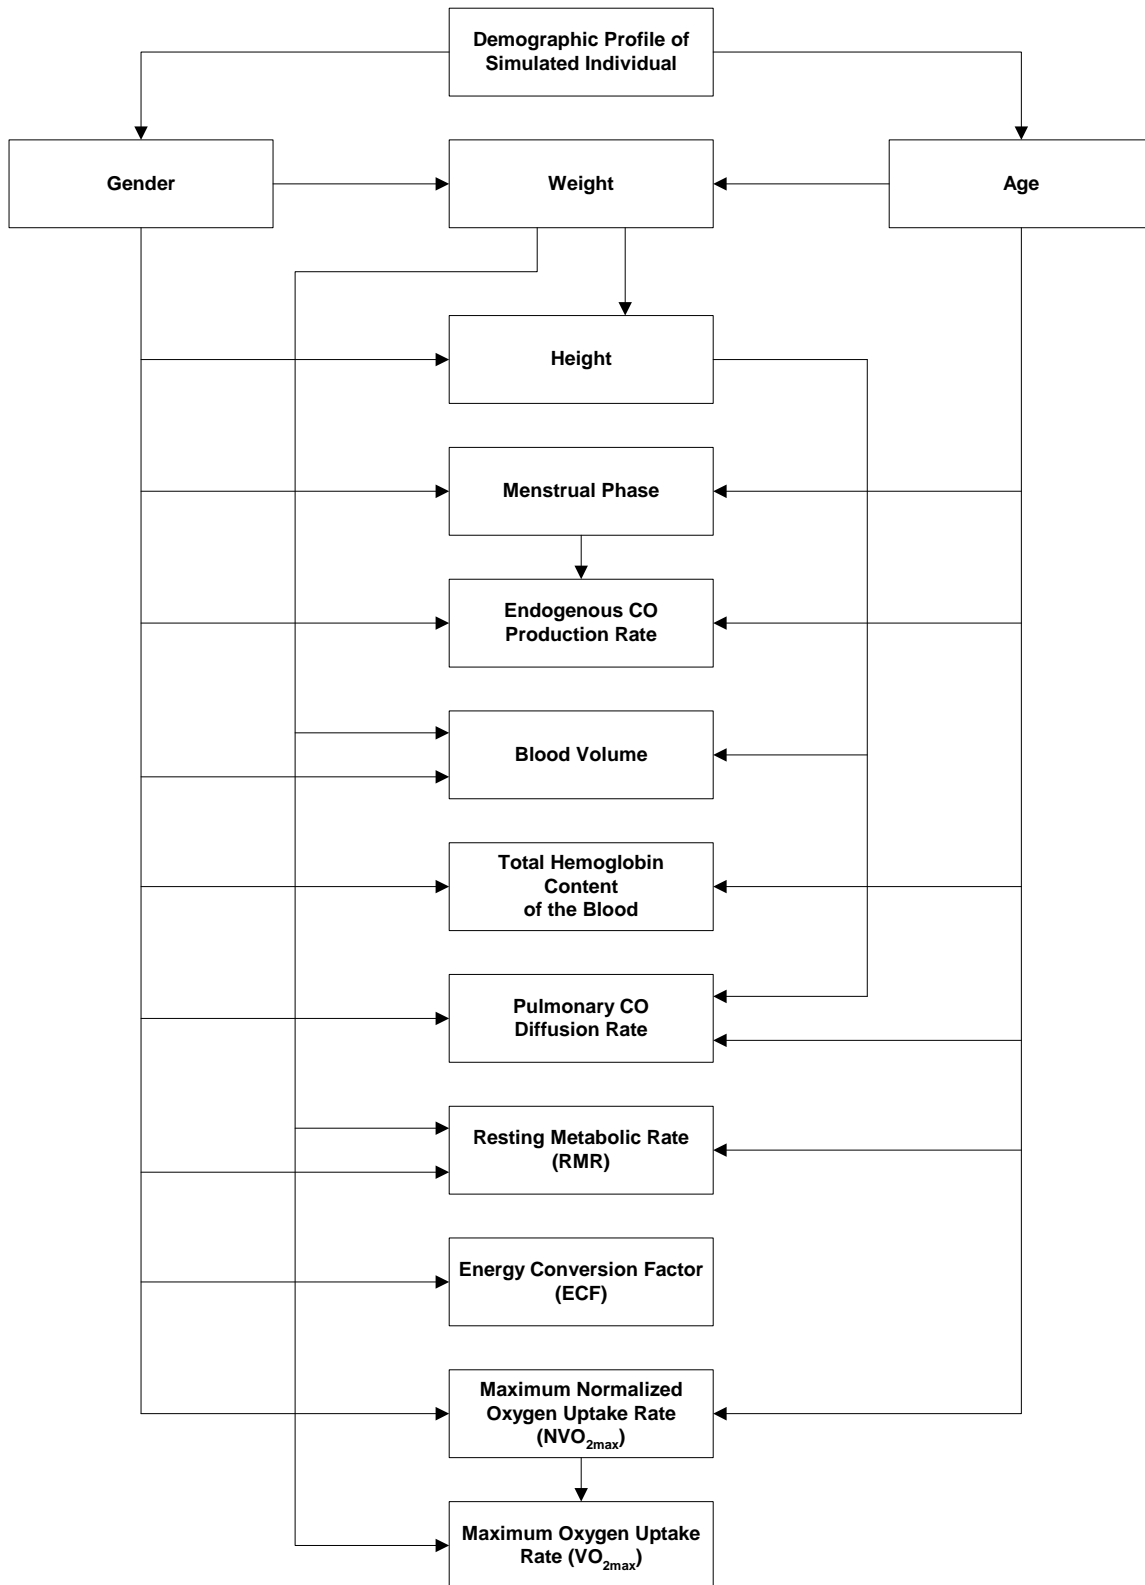 Demographic Profile of
Simulated Individual
Gender
Weight
Age
Height
Menstrual Phase
Endogenous CO
Production Rate
Blood Volume
Total Hemoglobin
Content
of the Blood
Pulmonary CO
Diffusion Rate
Resting Metabolic Rate
(RMR)
Energy Conversion Factor
(ECF)
Maximum Normalized
Oxygen Uptake Rate
(NVO2max)
Maximum Oxygen Uptake
Rate (VO2max)